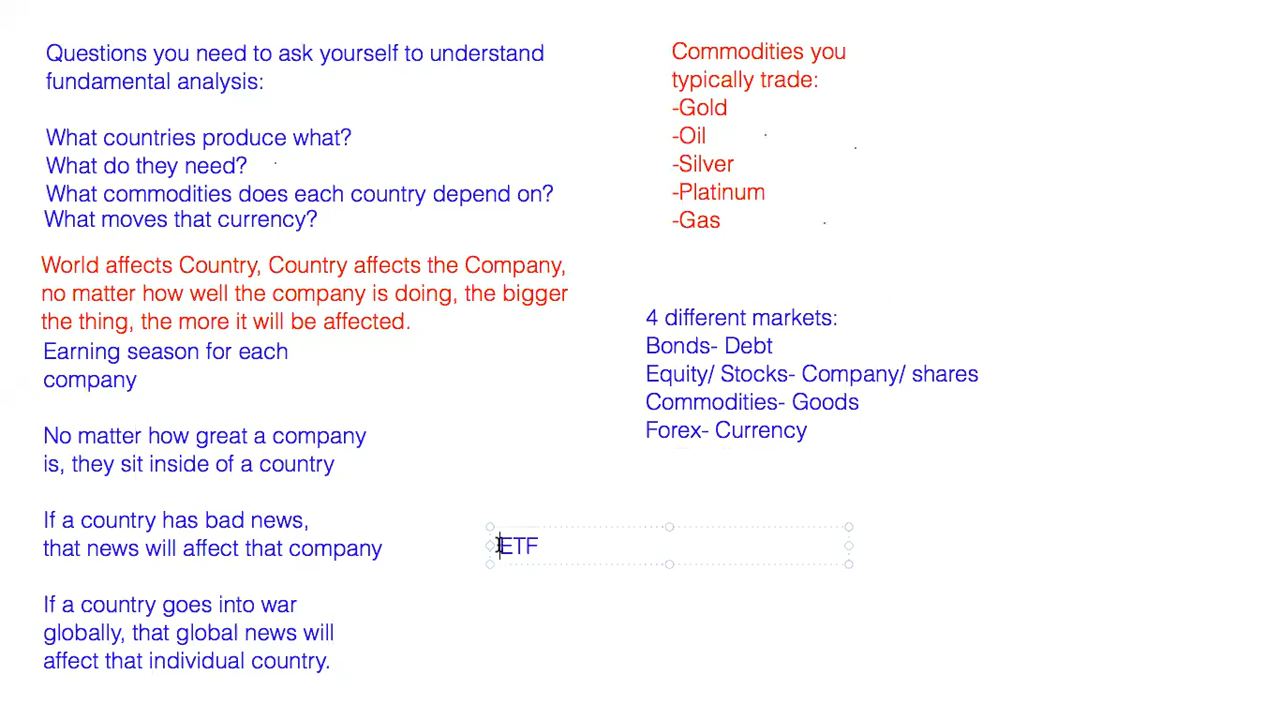 Questions you need to ask yourself to understand
fundamental analysis:
What countries produce what?
What do they need?
What commodities does each country depend on?
What moves that currency?
World affects Country, Country affects the Company,
no matter how well the company is doing, the bigger
the thing, the more it will be affected.
Earning season for each
company
No matter how great a company
is, they sit inside of a country
If a country has bad news,
that news will affect that company
If a country goes into war
globally, that global news will
affect that individual country.
Commodities you
typically trade:
-Gold
-Oil
-Silver
-Platinum
-Gas
4 different markets:
Bonds- Debt
Equity/ Stocks- Company/ shares
Commodities- Goods
Forex- Currency
ETF